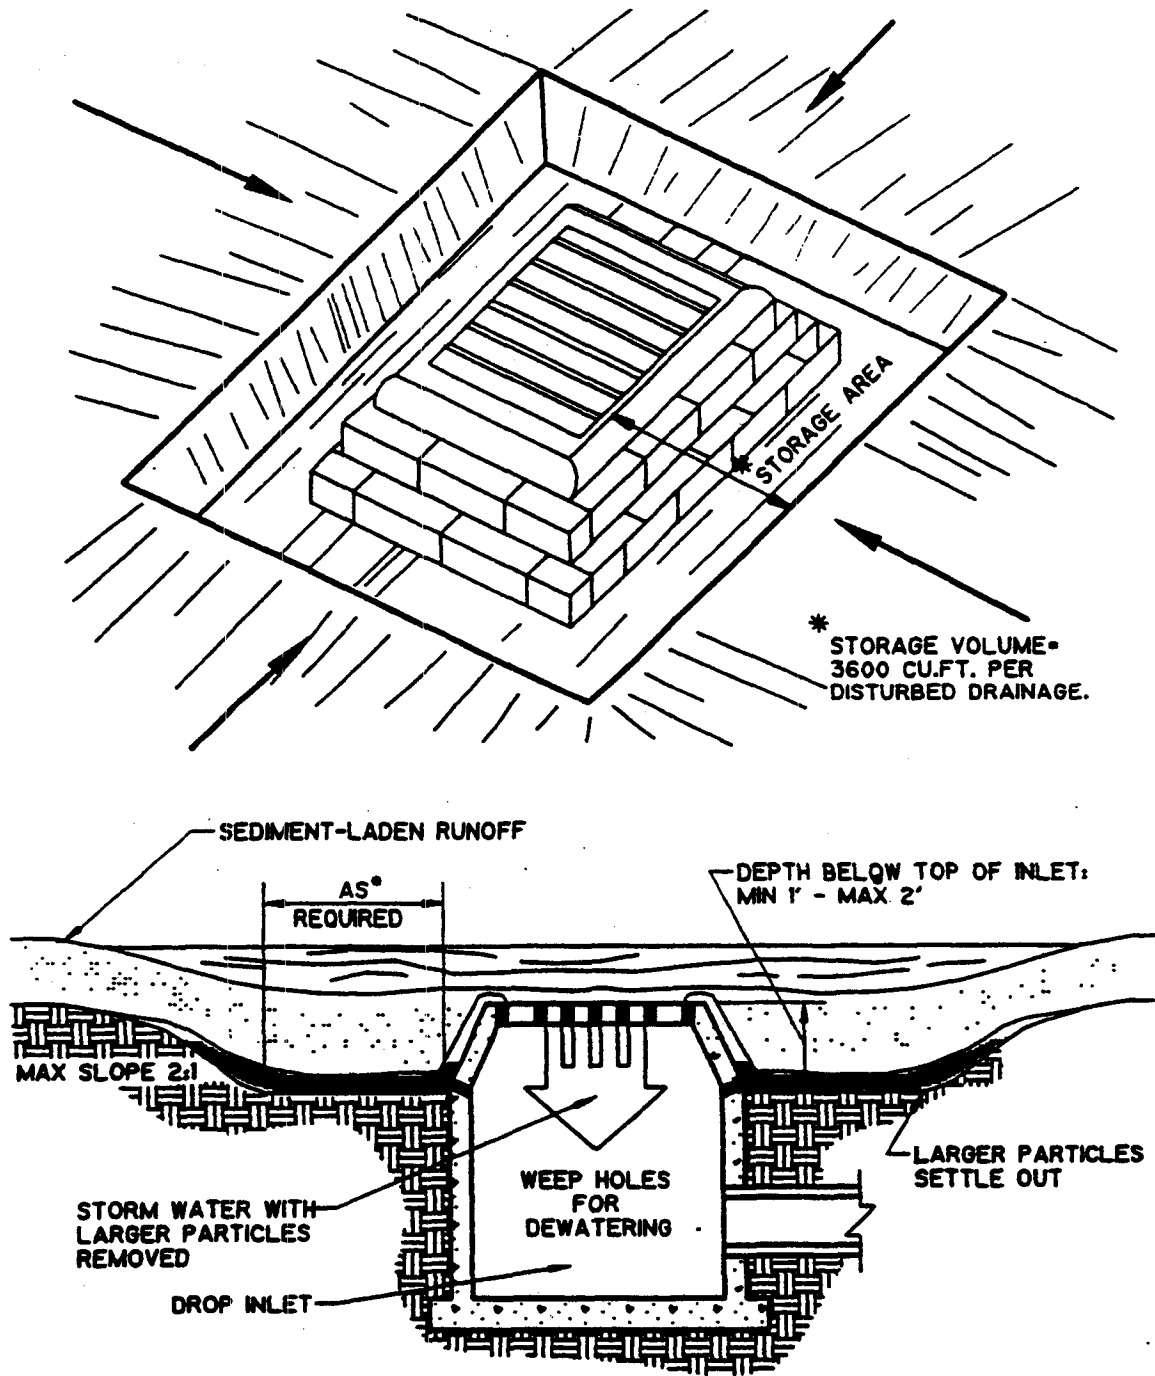 * STORAGE AREA
*
STORAGE VOLUME=
3600 CU.FT. PER
DISTURBED DRAINAGE.
SEDIMENT-LADEN RUNOFF
AS*
REQUIRED
DEPTH BELOW TOP OF INLET:
MIN 1' - MAX. 2'
MAX SLOPE 2:1
LARGER PARTICLES
SETTLE OUT
STORM WATER WITH
LARGER PARTICLES
REMOVED
WEEP HOLES
FOR
DEWATERING
DROP INLET